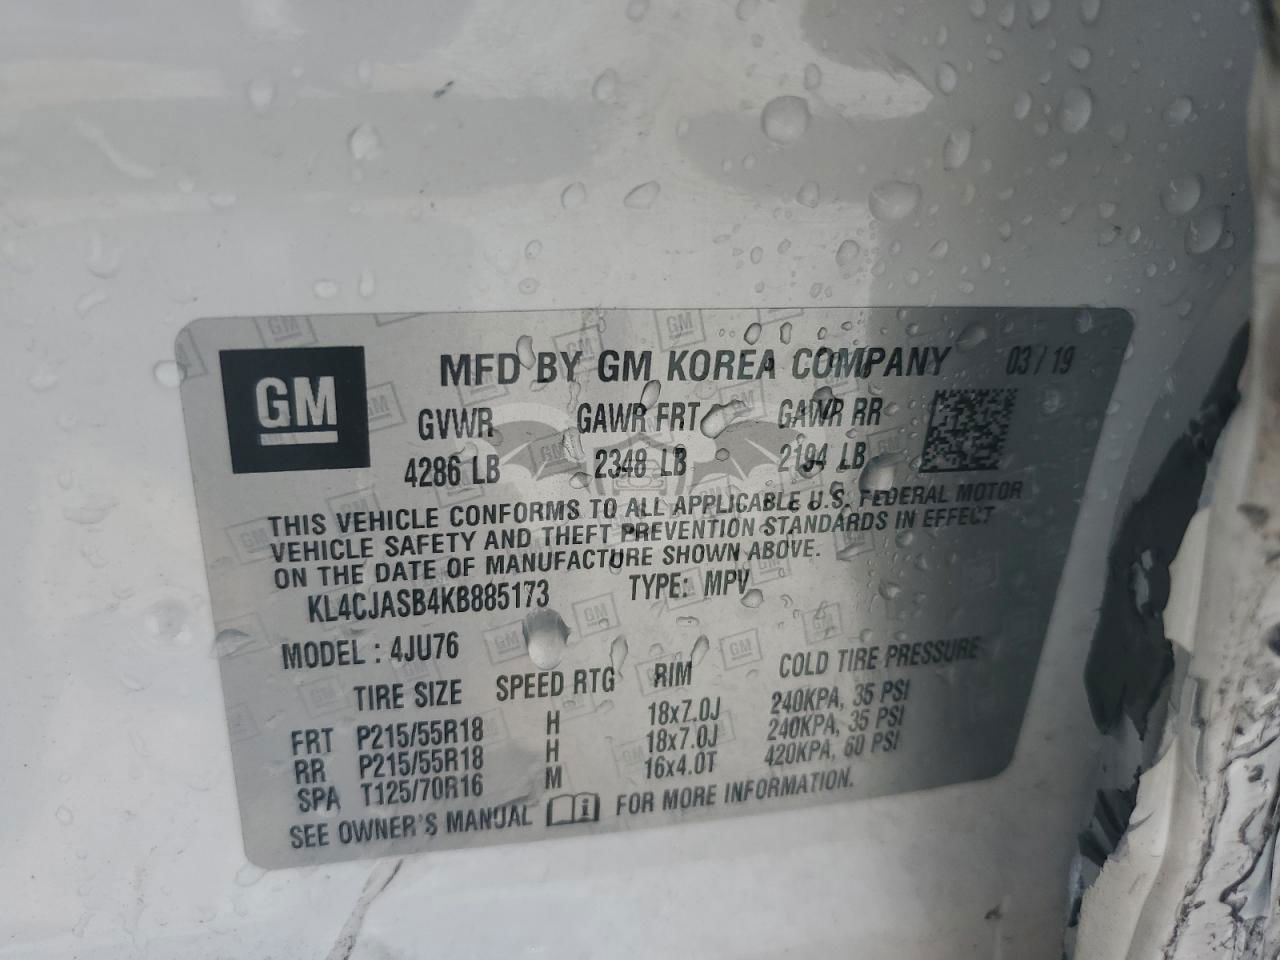 GM
MFD BY GM KOREA COMPANY 03/19
GVWR GAWR FRT GAWR RR
4286 LB 2348 LB 2194 LB
THIS VEHICLE CONFORMS TO ALL APPLICABLE U.S. FEDERAL MOTOR
VEHICLE SAFETY AND THEFT PREVENTION STANDARDS IN EFFECT
ON THE DATE OF MANUFACTURE SHOWN ABOVE.
KL4CJASB4KB885173 TYPE: MPV
MODEL : 4JU76
TIRE SIZE SPEED RTG RIM COLD TIRE PRESSURE
FRT P215/55R18 H 18x7.0J 240KPA, 35 PSI
RR P215/55R18 H 18x7.0J 240KPA, 35 PSI
SPA T125/70R16 M 16x4.0T 420KPA, 60 PSI
SEE OWNER'S MANUAL FOR MORE INFORMATION.